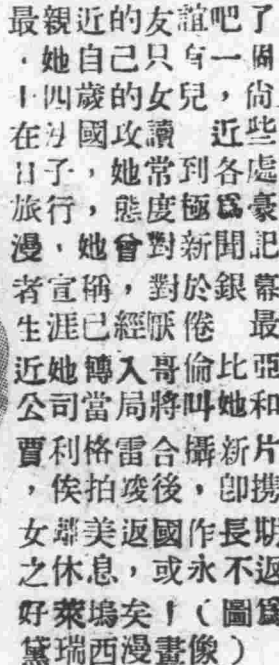 最親近的友誼吧了
，她自己只有一個
十四歲的女兒，尙
在法國攻讀　近些
日子，她常到各處
旅行，態度極爲豪
漫，她曾對新聞記
者宣稱，對於銀幕
生涯已經厭倦　最
近她轉入哥倫比亞
公司當局將叫她和
賈利格雷合攝新片
，俟拍竣後，卽携
女歸美返國作長期
之休息，或永不返
好萊塢矣！（圖爲
黛瑞西漫畫像）